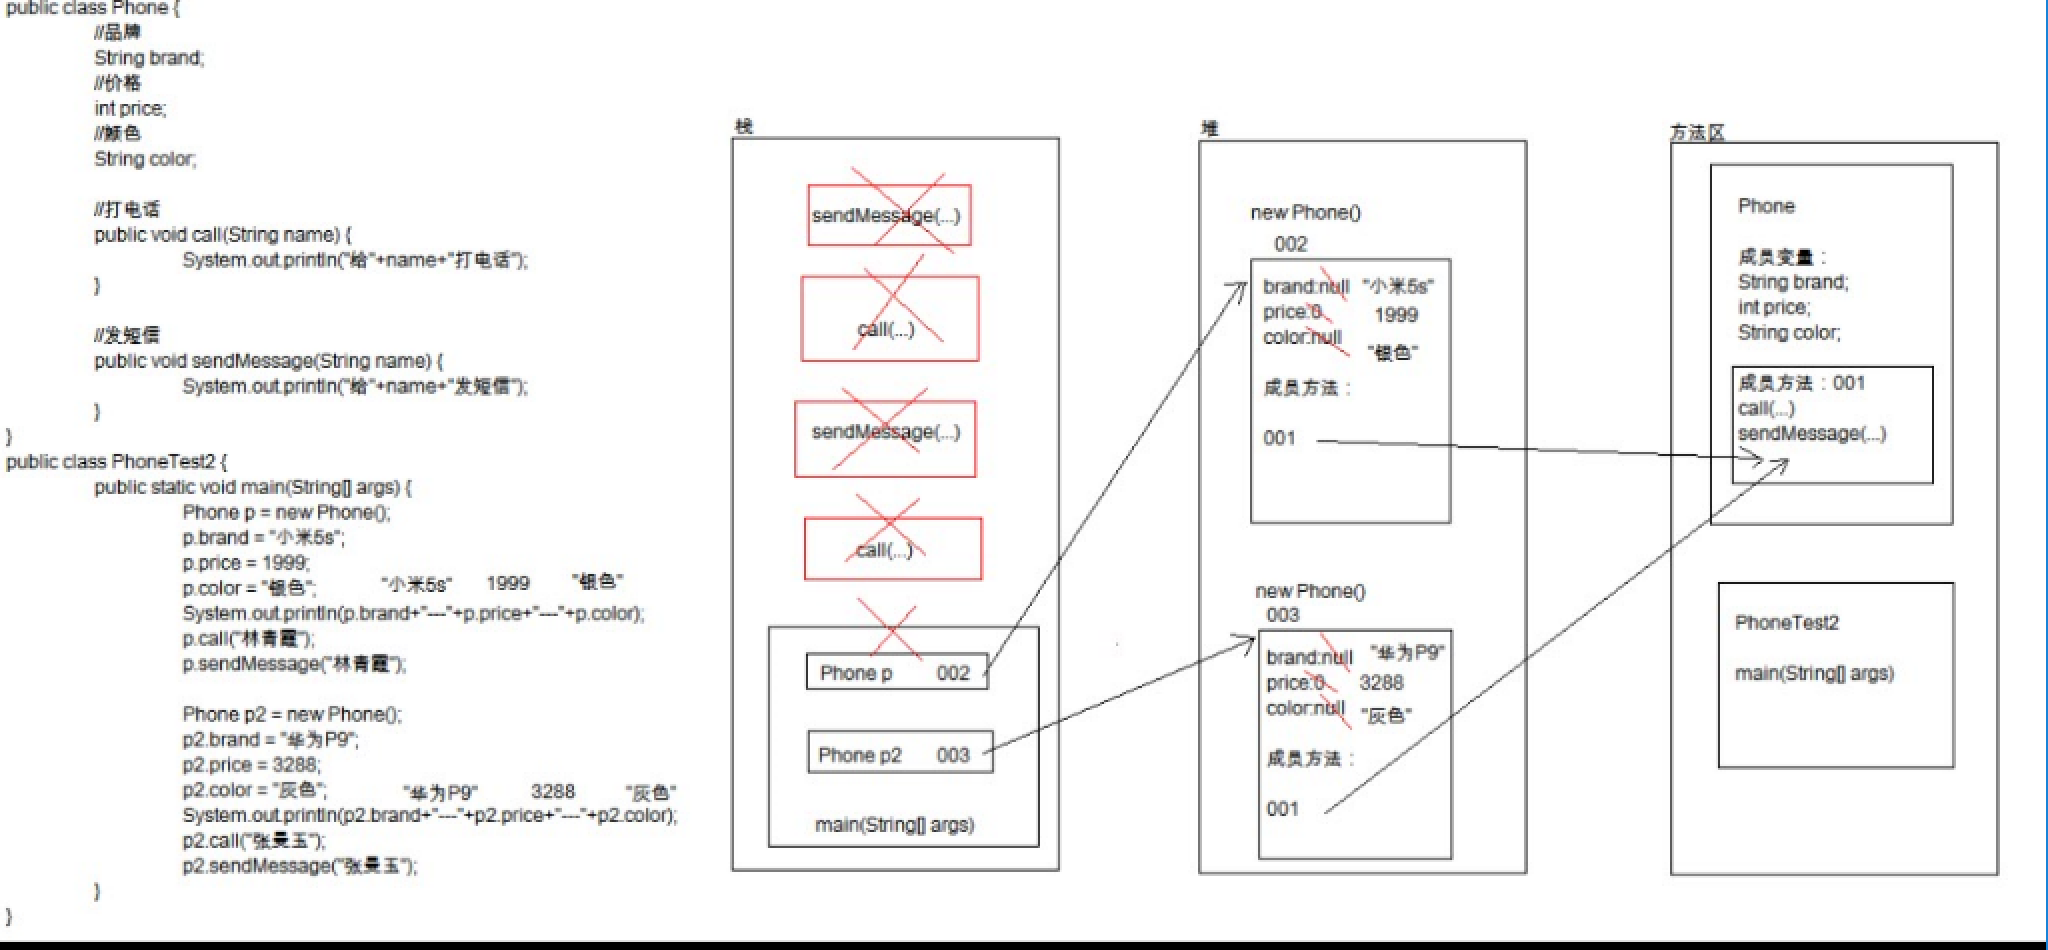 public class Phone {
//品牌
String brand;
//价格
int price;
//颜色
String color;
//打电话
public void call(String name) {
System.out.println("给"+name+"打电话");
}
//发短信
public void sendMessage(String name) {
System.out.println("给"+name+"发短信");
}
}
public class PhoneTest2 {
public static void main(String[] args) {
Phone p = new Phone();
p.brand = "小米5s";
p.price = 1999;
p.color = "银色"; "小米5s" 1999 "银色"
System.out.println(p.brand+"---"+p.price+"---"+p.color);
p.call("林青霞");
p.sendMessage("林青霞");
Phone p2 = new Phone();
p2.brand = "华为P9";
p2.price = 3288;
p2.color = "灰色"; "华为P9" 3288 "灰色"
System.out.println(p2.brand+"---"+p2.price+"---"+p2.color);
p2.call("张曼玉");
p2.sendMessage("张曼玉");
}
}
栈
sendMessage(...)
call(...)
sendMessage(...)
call(...)
Phone p 002
Phone p2 003
main(String[] args)
堆
new Phone()
002
brand:null "小米5s"
price:0 1999
color:null "银色"
成员方法：
001
new Phone()
003
brand:null "华为P9"
price:0 3288
color:null "灰色"
成员方法：
001
方法区
Phone
成员变量：
String brand;
int price;
String color;
成员方法：001
call(...)
sendMessage(...)
PhoneTest2
main(String[] args)